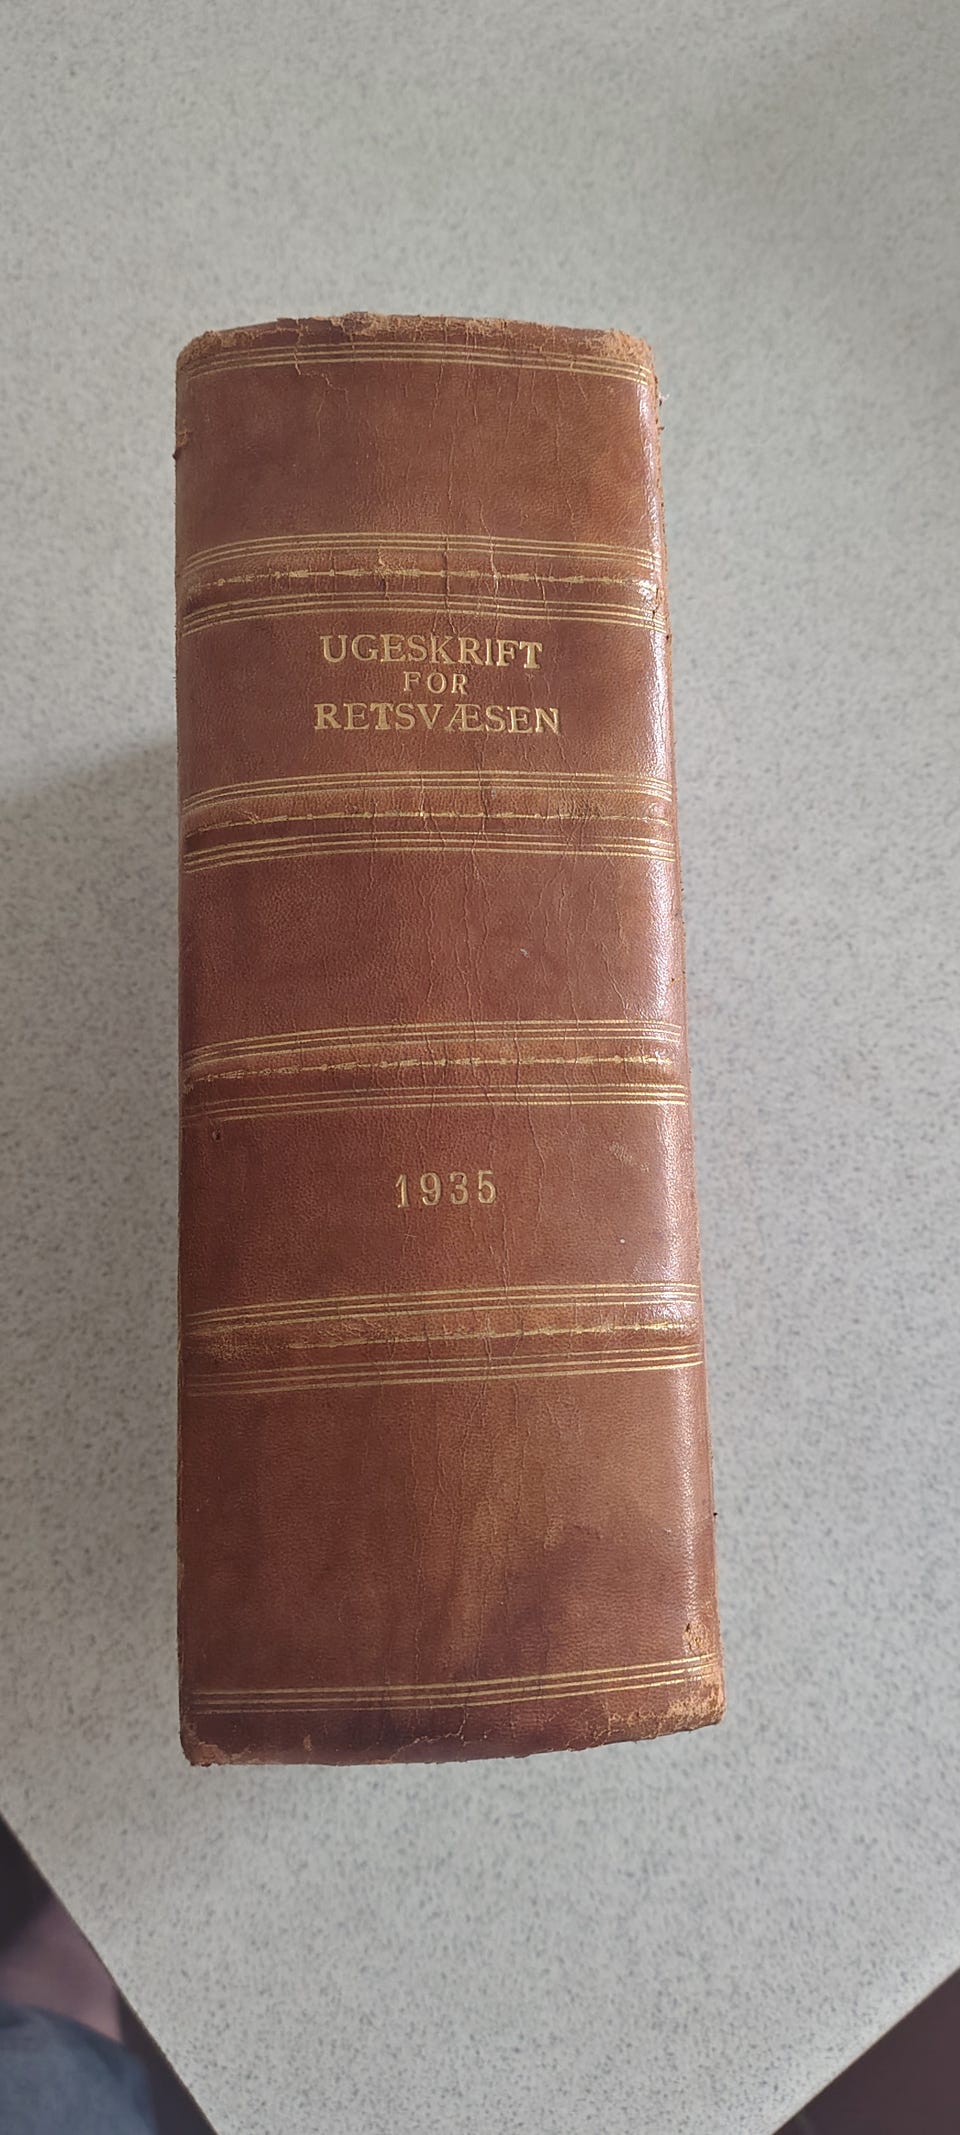 UGESKRIFT
FOR
RETSVÆSEN
1935